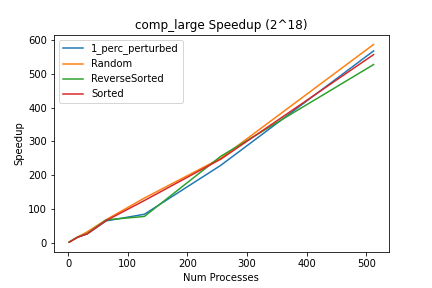 comp_large Speedup (2^18)
600
500
400
300
200
100
0
Speedup
1_perc_perturbed
Random
ReverseSorted
Sorted
0 100 200 300 400 500
Num Processes